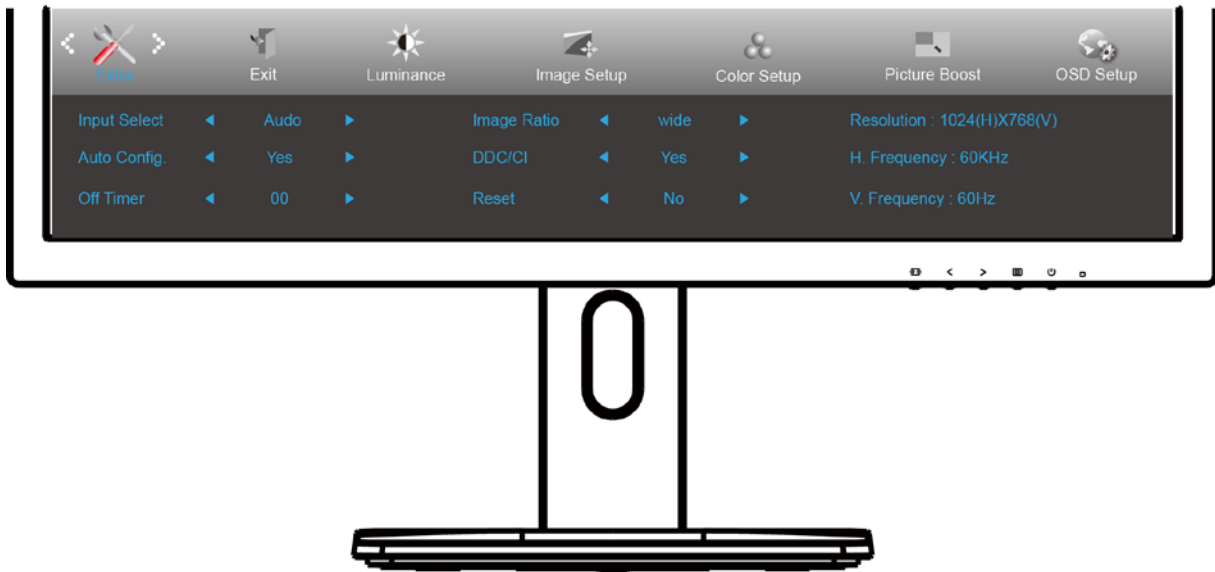 Extra Exit Luminance Image Setup Color Setup Picture Boost OSD Setup
Input Select Audo Image Ratio wide Resolution : 1024(H)X768(V)
Auto Config. Yes DDC/CI Yes H. Frequency : 60KHz
Off Timer 00 Reset No V. Frequency : 60Hz